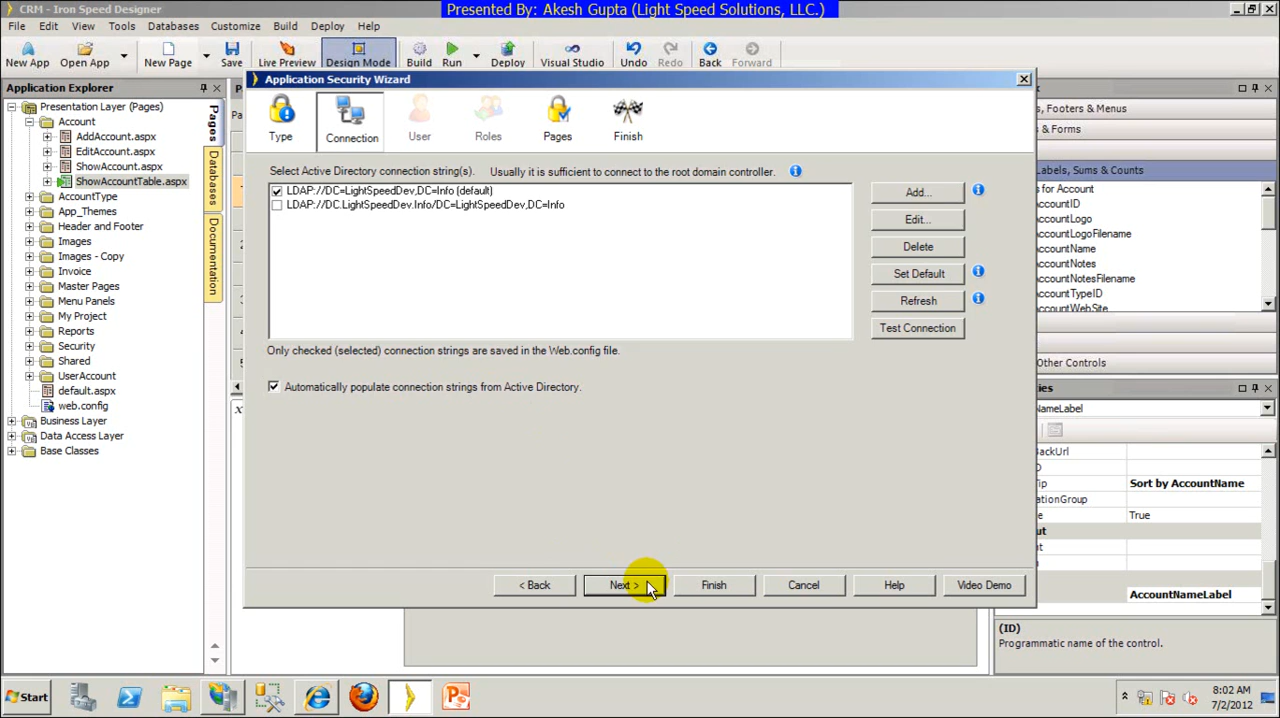 CRM - Iron Speed Designer
Presented By: Akesh Gupta (Light Speed Solutions, LLC.)
File Edit View Tools Databases Customize Build Deploy Help
New App Open App New Page Save Live Preview Design Mode Build Run Deploy Visual Studio Undo Redo Back Forward
Application Explorer
Presentation Layer (Pages)
Account
AddAccount.aspx
EditAccount.aspx
ShowAccount.aspx
ShowAccountTable.aspx
AccountType
App_Themes
Header and Footer
Images
Images - Copy
Invoice
Master Pages
Menu Panels
My Project
Reports
Security
Shared
UserAccount
default.aspx
web.config
Business Layer
Data Access Layer
Base Classes
Pages
Databases
Documentation
Application Security Wizard
Type Connection User Roles Pages Finish
Select Active Directory connection string(s). Usually it is sufficient to connect to the root domain controller.
LDAP://DC=LightSpeedDev,DC=Info (default)
LDAP://DC.LightSpeedDev.Info/DC=LightSpeedDev,DC=Info
Add...
Edit...
Delete
Set Default
Refresh
Test Connection
Only checked (selected) connection strings are saved in the Web.config file.
Automatically populate connection strings from Active Directory.
< Back Next > Finish Cancel Help Video Demo
, Footers & Menus
& Forms
Labels, Sums & Counts
s for Account
AccountID
AccountLogo
AccountLogoFilename
AccountName
AccountNotes
AccountNotesFilename
AccountTypeID
AccountWebSite
Other Controls
ies
NameLabel
BackUrl
ID
Tip Sort by AccountName
ationGroup
e True
ut
nt
n
AccountNameLabel
(ID)
Programmatic name of the control.
Start
8:02 AM
7/2/2012